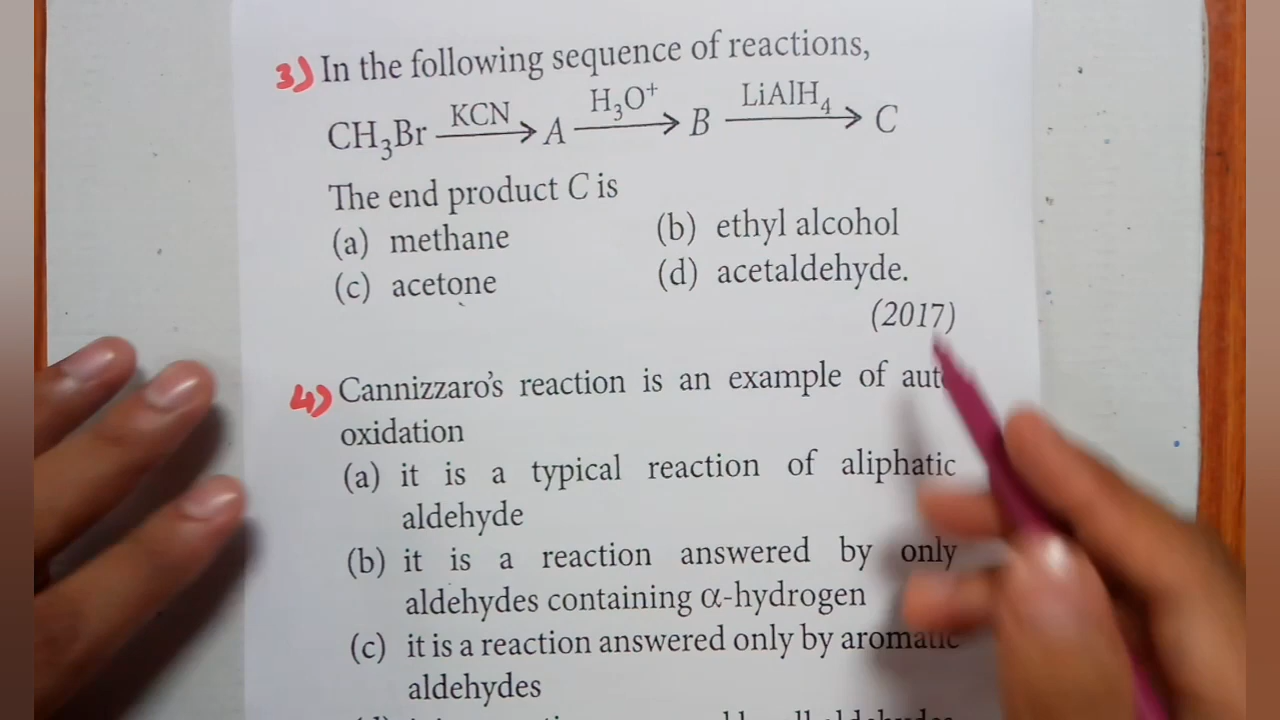 3) In the following sequence of reactions,
CH₃Br —KCN→ A —H₃O⁺→ B —LiAlH₄→ C
The end product C is
(a) methane (b) ethyl alcohol
(c) acetone (d) acetaldehyde.
(2017)
4) Cannizzaro's reaction is an example of
oxidation
(a) it is a typical reaction of aliphatic
aldehyde
(b) it is a reaction answered by only
aldehydes containing α-hydrogen
(c) it is a reaction answered only by aromatic
aldehydes